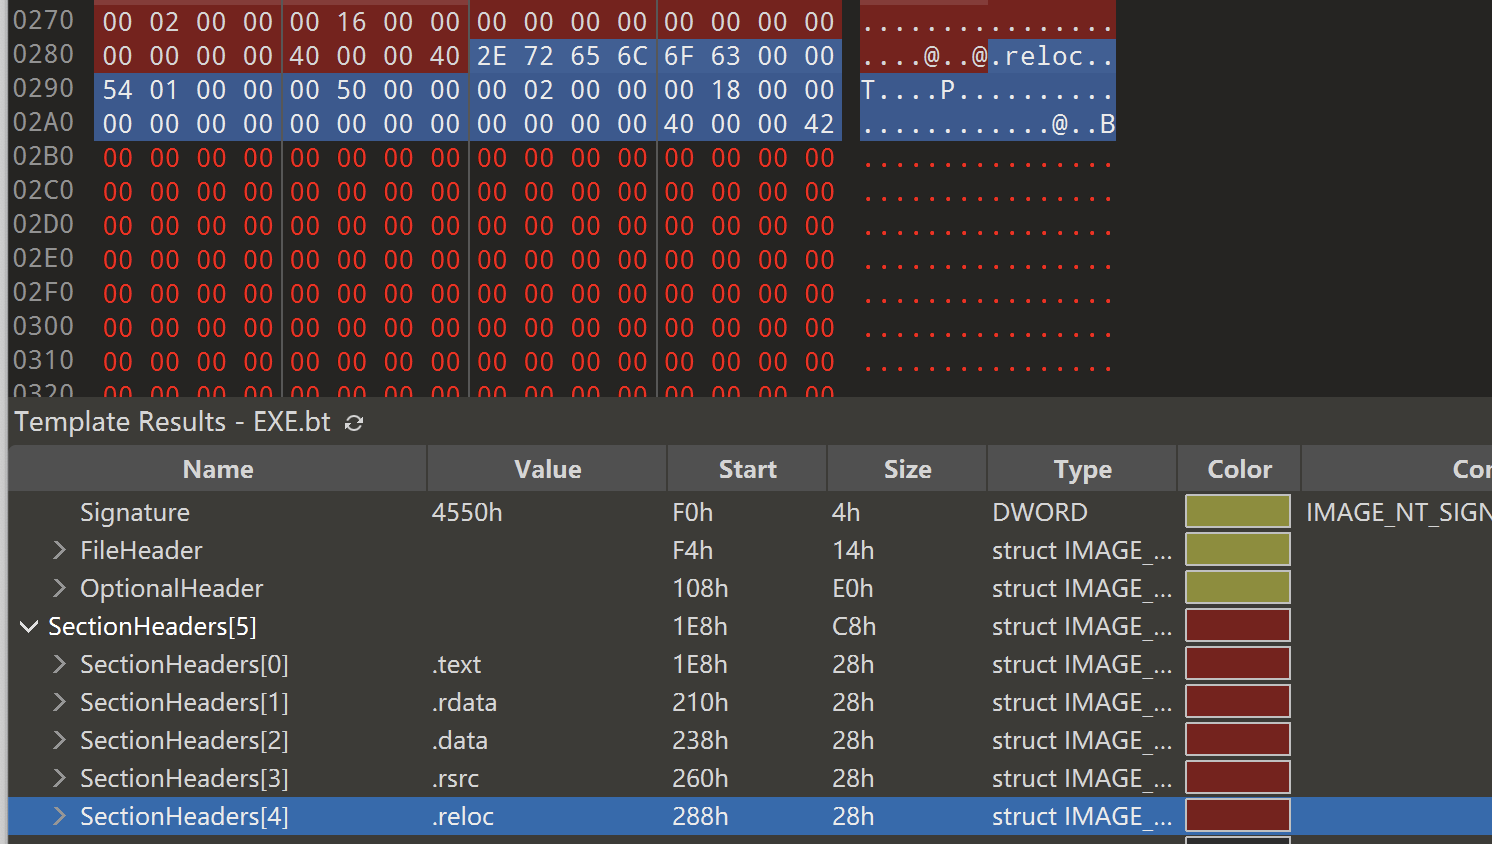 0270 00 02 00 00 00 16 00 00 00 00 00 00 00 00 00 00 ................
0280 00 00 00 00 40 00 00 40 2E 72 65 6C 6F 63 00 00 ....@..@.reloc..
0290 54 01 00 00 00 50 00 00 00 02 00 00 00 18 00 00 T....P..........
02A0 00 00 00 00 00 00 00 00 00 00 00 00 40 00 00 42 ............@..B
02B0 00 00 00 00 00 00 00 00 00 00 00 00 00 00 00 00 ................
02C0 00 00 00 00 00 00 00 00 00 00 00 00 00 00 00 00 ................
02D0 00 00 00 00 00 00 00 00 00 00 00 00 00 00 00 00 ................
02E0 00 00 00 00 00 00 00 00 00 00 00 00 00 00 00 00 ................
02F0 00 00 00 00 00 00 00 00 00 00 00 00 00 00 00 00 ................
0300 00 00 00 00 00 00 00 00 00 00 00 00 00 00 00 00 ................
0310 00 00 00 00 00 00 00 00 00 00 00 00 00 00 00 00 ................
0320 00 00 00 00 00 00 00 00 00 00 00 00 00 00 00 00
Template Results - EXE.bt
Name Value Start Size Type Color Cor
Signature 4550h F0h 4h DWORD IMAGE_NT_SIGN
FileHeader F4h 14h struct IMAGE_...
OptionalHeader 108h E0h struct IMAGE_...
SectionHeaders[5] 1E8h C8h struct IMAGE_...
SectionHeaders[0] .text 1E8h 28h struct IMAGE_...
SectionHeaders[1] .rdata 210h 28h struct IMAGE_...
SectionHeaders[2] .data 238h 28h struct IMAGE_...
SectionHeaders[3] .rsrc 260h 28h struct IMAGE_...
SectionHeaders[4] .reloc 288h 28h struct IMAGE_...